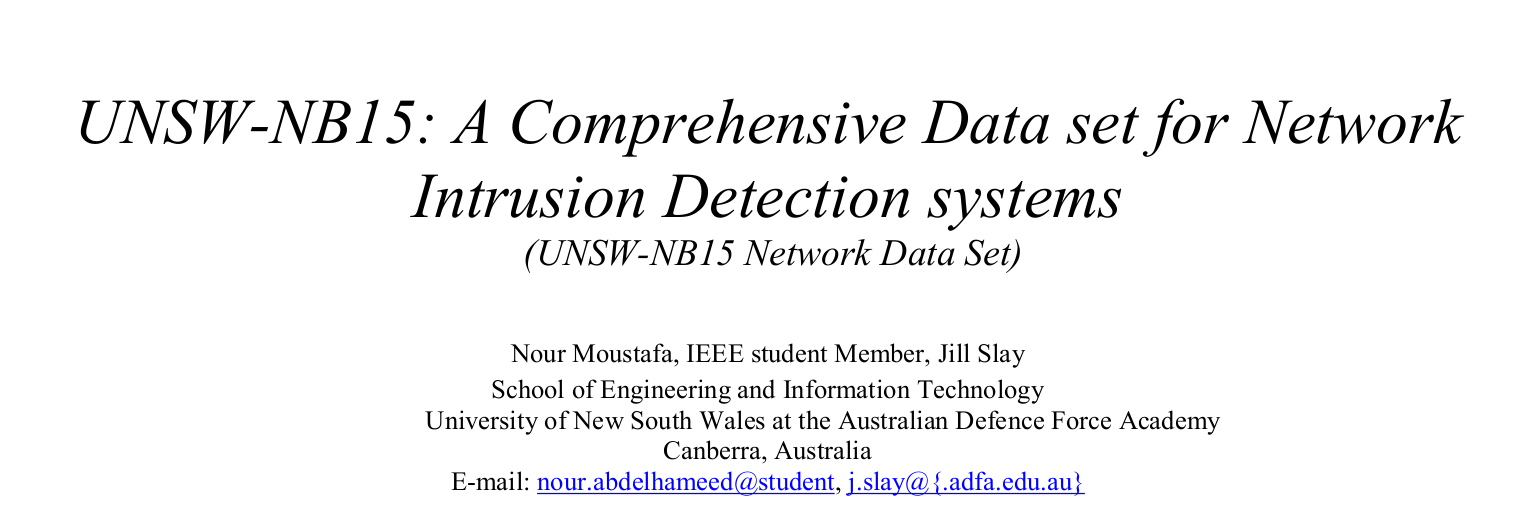 UNSW-NB15: A Comprehensive Data set for Network
Intrusion Detection systems
(UNSW-NB15 Network Data Set)
Nour Moustafa, IEEE student Member, Jill Slay
School of Engineering and Information Technology
University of New South Wales at the Australian Defence Force Academy
Canberra, Australia
E-mail: nour.abdelhameed@student, j.slay@{.adfa.edu.au}